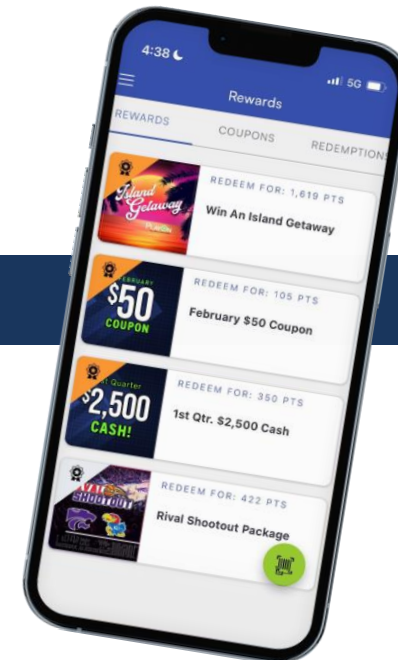 4:38
5G
Rewards
REWARDS
COUPONS
REDEMPTIONS
Island
Getaway
REDEEM FOR: 1,619 PTS
Win An Island Getaway
FEBRUARY
$50
COUPON
REDEEM FOR: 105 PTS
February $50 Coupon
Quarter
$2,500
CASH!
REDEEM FOR: 350 PTS
1st Qtr. $2,500 Cash
SHOOTOUT
REDEEM FOR: 422 PTS
Rival Shootout Package